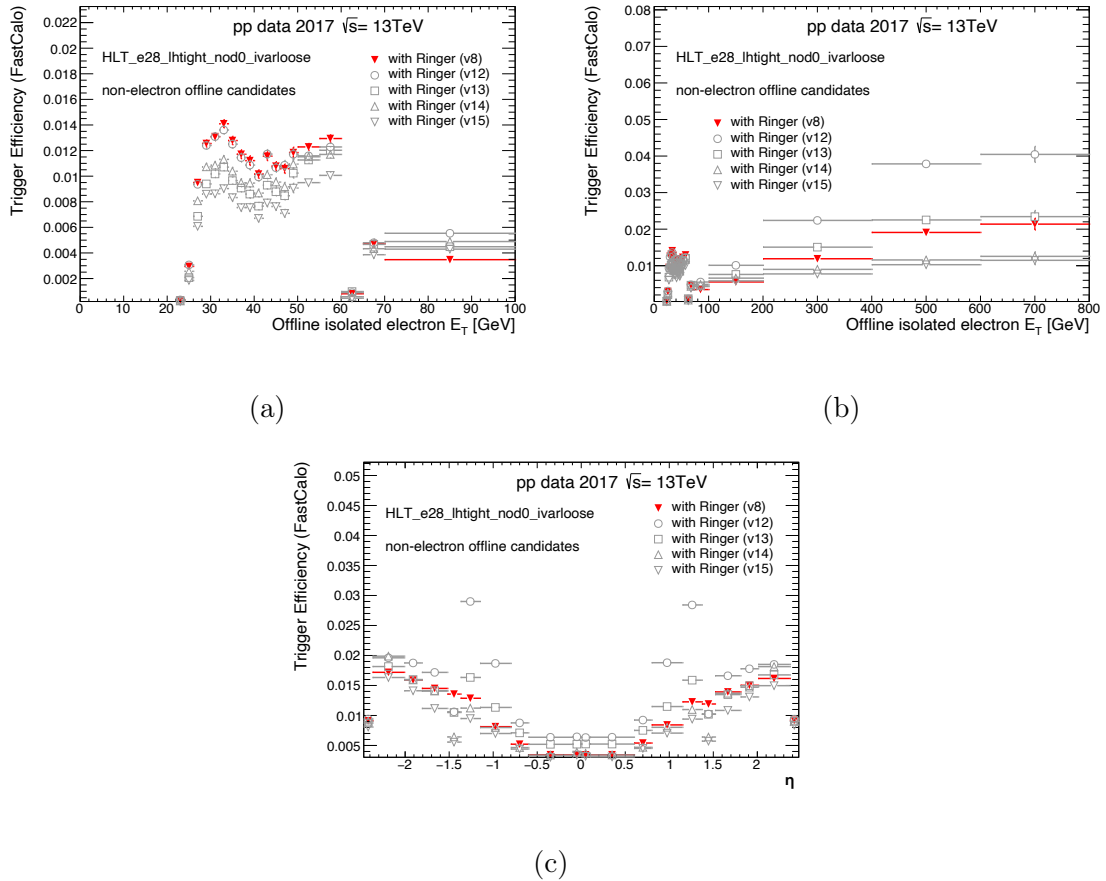 pp data 2017 √s= 13TeV
HLT_e28_lhtight_nod0_ivarloose
non-electron offline candidates
with Ringer (v8)
with Ringer (v12)
with Ringer (v13)
with Ringer (v14)
with Ringer (v15)
Trigger Efficiency (FastCalo)
0.022
0.02
0.018
0.016
0.014
0.012
0.01
0.008
0.006
0.004
0.002
0 10 20 30 40 50 60 70 80 90 100
Offline isolated electron E_T [GeV]
(a)
pp data 2017 √s= 13TeV
HLT_e28_lhtight_nod0_ivarloose
non-electron offline candidates
with Ringer (v8)
with Ringer (v12)
with Ringer (v13)
with Ringer (v14)
with Ringer (v15)
Trigger Efficiency (FastCalo)
0.08
0.07
0.06
0.05
0.04
0.03
0.02
0.01
0 100 200 300 400 500 600 700 800
Offline isolated electron E_T [GeV]
(b)
pp data 2017 √s= 13TeV
HLT_e28_lhtight_nod0_ivarloose
non-electron offline candidates
with Ringer (v8)
with Ringer (v12)
with Ringer (v13)
with Ringer (v14)
with Ringer (v15)
Trigger Efficiency (FastCalo)
0.05
0.045
0.04
0.035
0.03
0.025
0.02
0.015
0.01
0.005
−2 −1.5 −1 −0.5 0 0.5 1 1.5 2
η
(c)